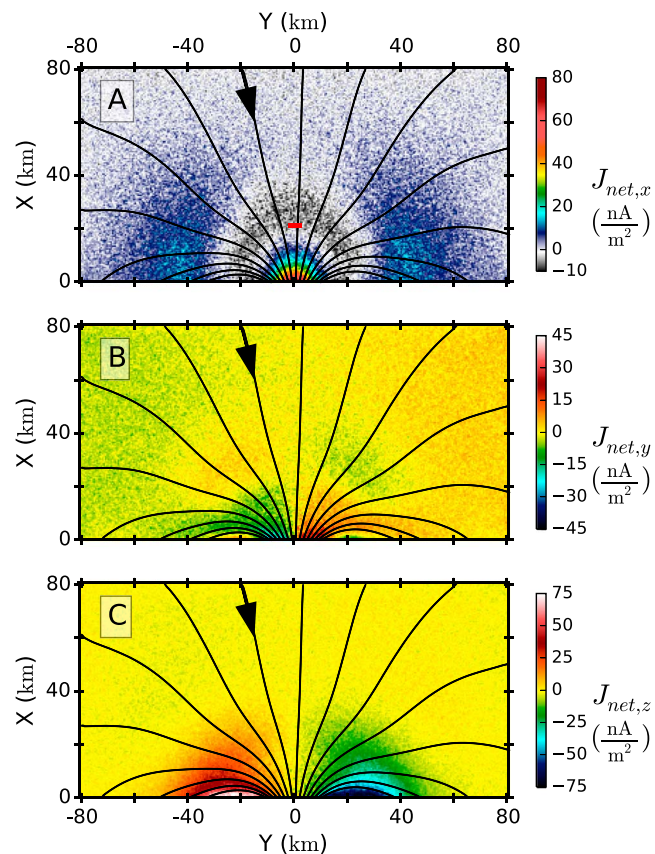 Y (km)
-80 -40 0 40 80
A
X (km)
80
40
0
80
60
40
20
0
−10
J_{net,x}
(nA/m²)
B
X (km)
80
40
0
45
30
15
0
−15
−30
−45
J_{net,y}
(nA/m²)
C
X (km)
80
40
0
75
50
25
0
−25
−50
−75
J_{net,z}
(nA/m²)
-80 -40 0 40 80
Y (km)